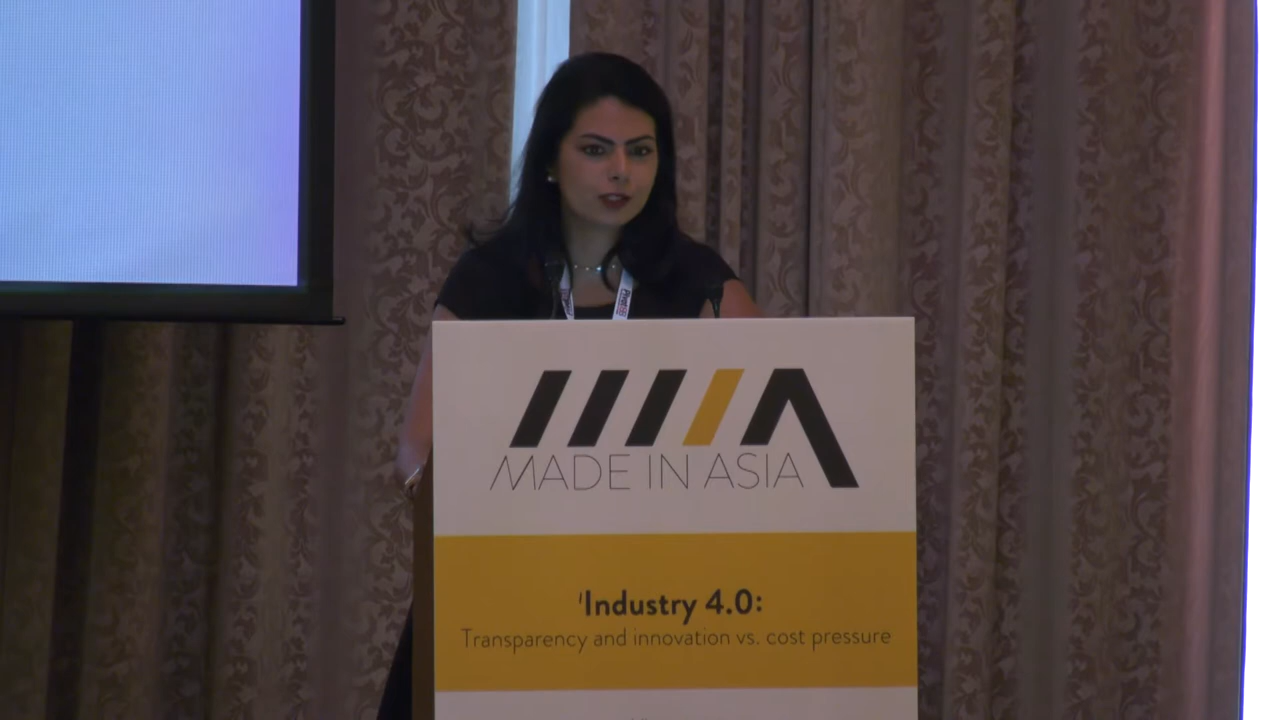 MADE IN ASIA
'Industry 4.0:
Transparency and innovation vs. cost pressure